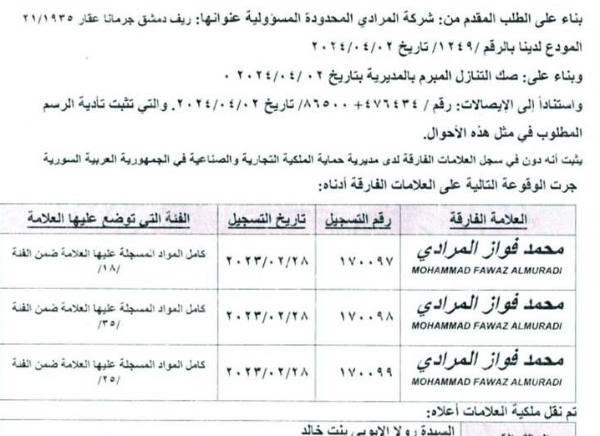 بناء على الطلب المقدم من: شركة المرادي المحدودة المسؤولية عنوانها: ريف دمشق جرمانا عقار ٢١/١٩٣٥
المودع لدينا بالرقم /١٢٤٩/ تاريخ ٢٠٢٤/٠٤/٠٢
وبناء على: صك التنازل المبرم بالمديرية بتاريخ ٢٠٢٤/٠٤/٠٢ ٠
واستناداً إلى الإيصالات: رقم / ٤٧٦٤٣٤+ ٨٦٥٠٠/ تاريخ ٢٠٢٤/٠٤/٠٢. والتي تثبت تأدية الرسم
المطلوب في مثل هذه الأحوال.
يثبت أنه دون في سجل العلامات الفارقة لدى مديرية حماية الملكية التجارية والصناعية في الجمهورية العربية السورية
جرت الوقوعة التالية على العلامات الفارقة أدناه:
العلامة الفارقة رقم التسجيل تاريخ التسجيل الفئة التي توضع عليها العلامة
محمد فواز المرادي
MOHAMMAD FAWAZ ALMURADI
١٧٠٠٩٧ ٢٠٢٣/٠٢/٢٨ كامل المواد المسجلة عليها العلامة ضمن الفئة
/١٨/
محمد فواز المرادي
MOHAMMAD FAWAZ ALMURADI
١٧٠٠٩٨ ٢٠٢٣/٠٢/٢٨ كامل المواد المسجلة عليها العلامة ضمن الفئة
/٣٥/
محمد فواز المرادي
MOHAMMAD FAWAZ ALMURADI
١٧٠٠٩٩ ٢٠٢٣/٠٢/٢٨ كامل المواد المسجلة عليها العلامة ضمن الفئة
/٢٥/
تم نقل ملكية العلامات أعلاه:
السيدة رولا الايوبي بنت خالد